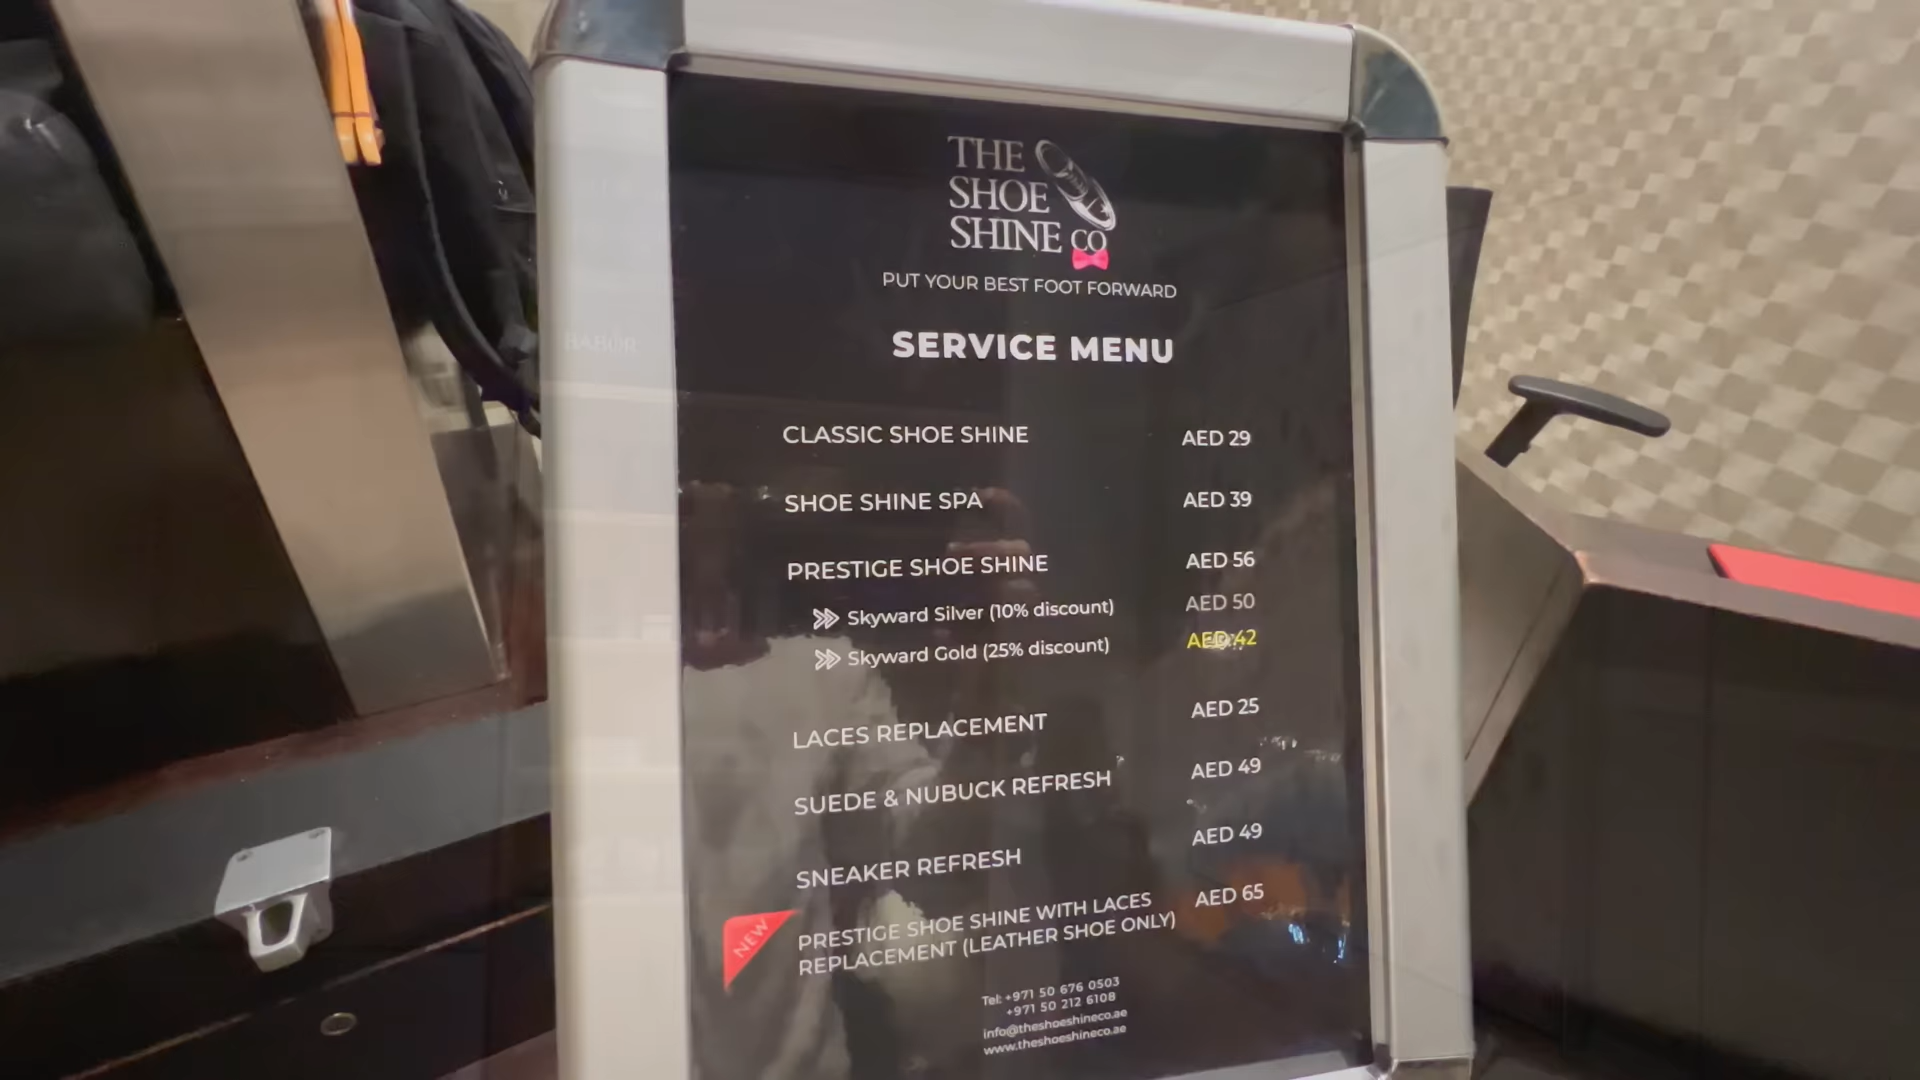 THE
SHOE
SHINE CO
PUT YOUR BEST FOOT FORWARD
SERVICE MENU
CLASSIC SHOE SHINE AED 29
SHOE SHINE SPA AED 39
PRESTIGE SHOE SHINE AED 56
Skyward Silver (10% discount) AED 50
Skyward Gold (25% discount) AED 42
LACES REPLACEMENT AED 25
SUEDE & NUBUCK REFRESH AED 49
SNEAKER REFRESH AED 49
NEW
PRESTIGE SHOE SHINE WITH LACES AED 65
REPLACEMENT (LEATHER SHOE ONLY)
Tel: +971 50 676 0503
+971 50 212 6108
info@theshoeshineco.ae
www.theshoeshineco.ae
BABOR